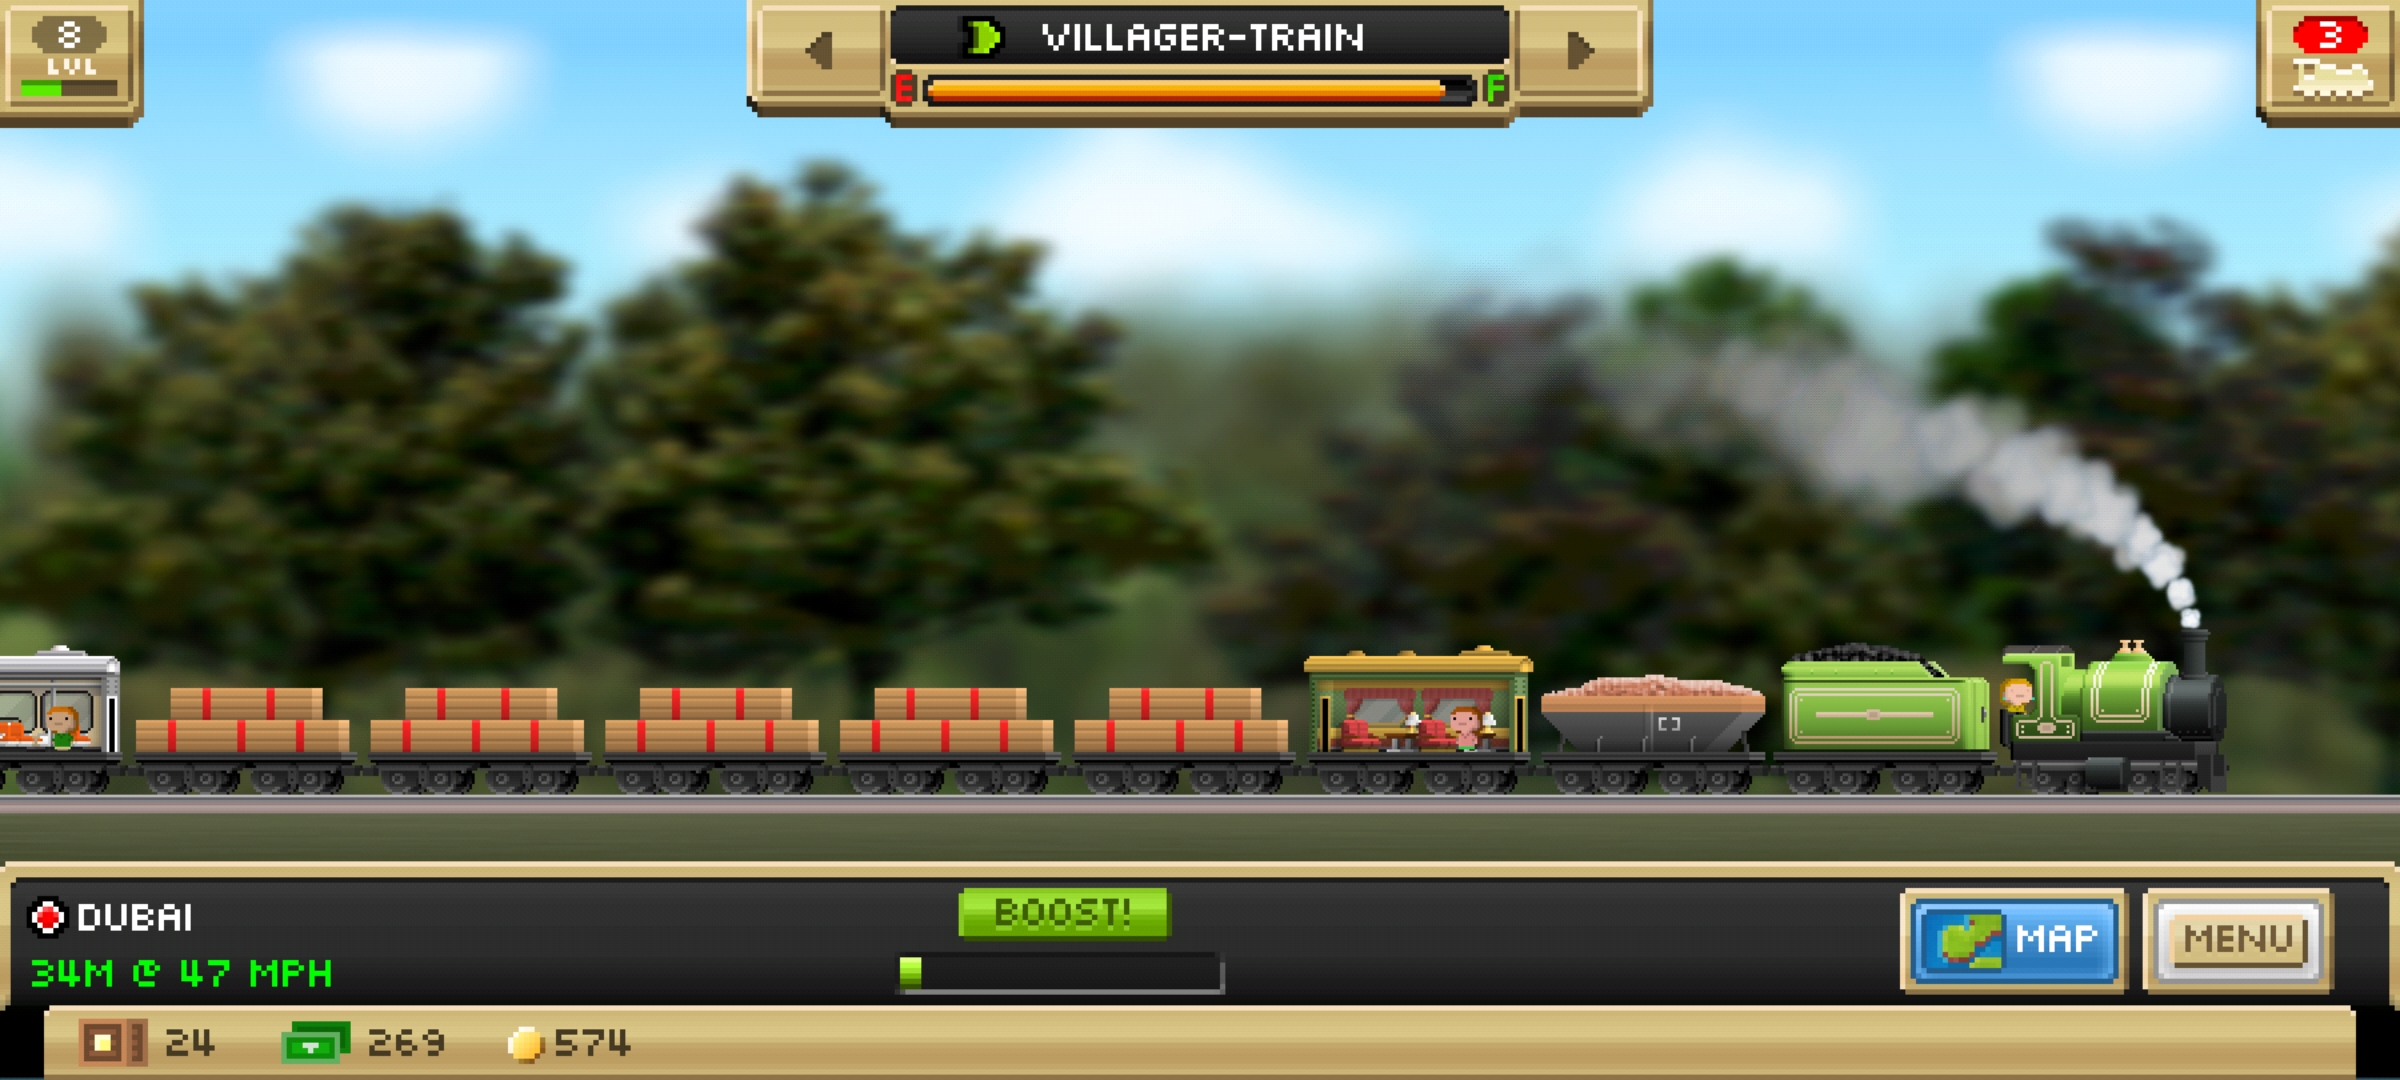 8
LVL
VILLAGER-TRAIN
E F
3
DUBAI
34M @ 47 MPH
BOOST!
MAP
MENU
24 269 574